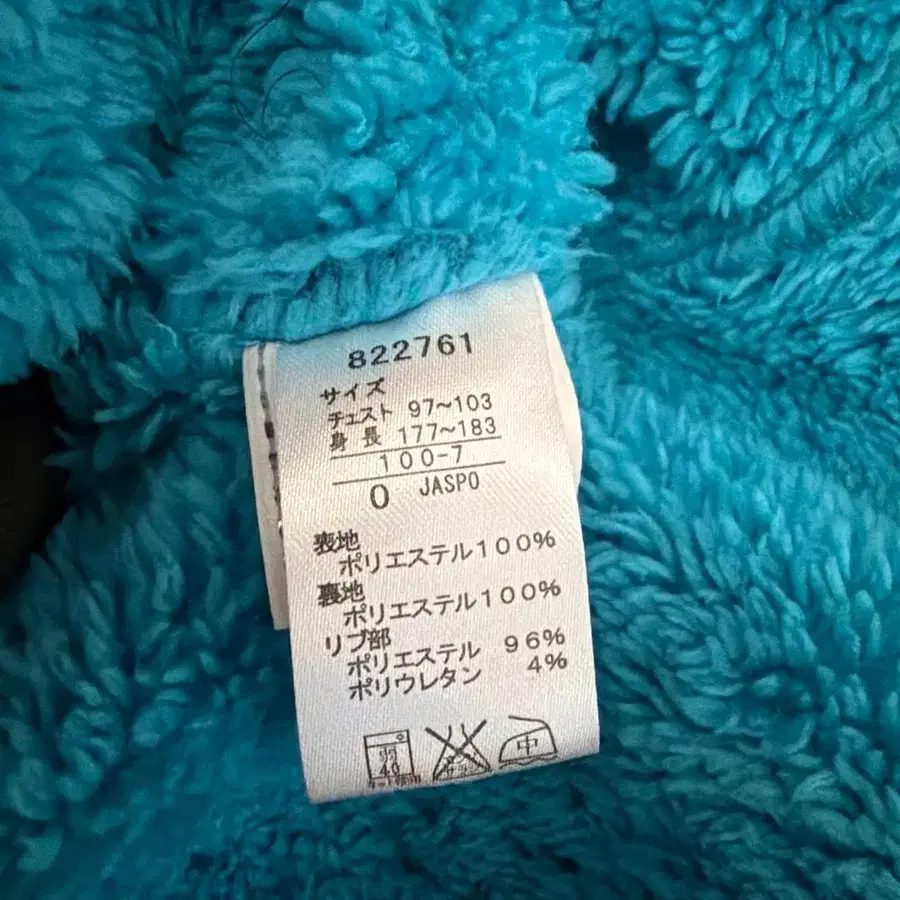 822761
サイズ
チェスト 97~103
身長 177~183
100-7
O JASPO
表地
ポリエステル100%
裏地
ポリエステル100%
リブ部
ポリエステル 96%
ポリウレタン 4%
弱
40
中